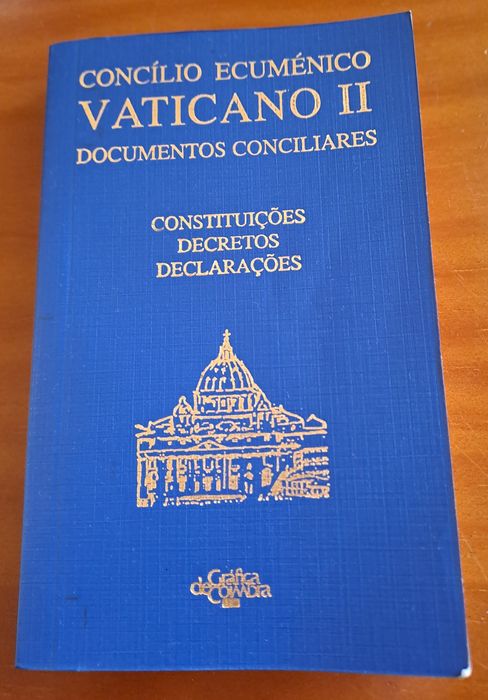 CONCÍLIO ECUMÉNICO
VATICANO II
DOCUMENTOS CONCILIARES
CONSTITUIÇÕES
DECRETOS
DECLARAÇÕES
Gráfica
de Coimbra